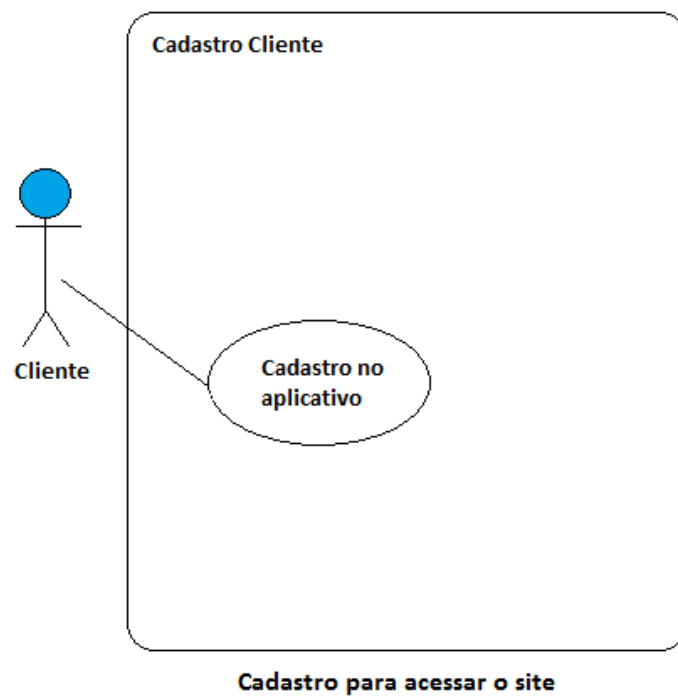 Cadastro Cliente
Cliente
Cadastro no
aplicativo
Cadastro para acessar o site